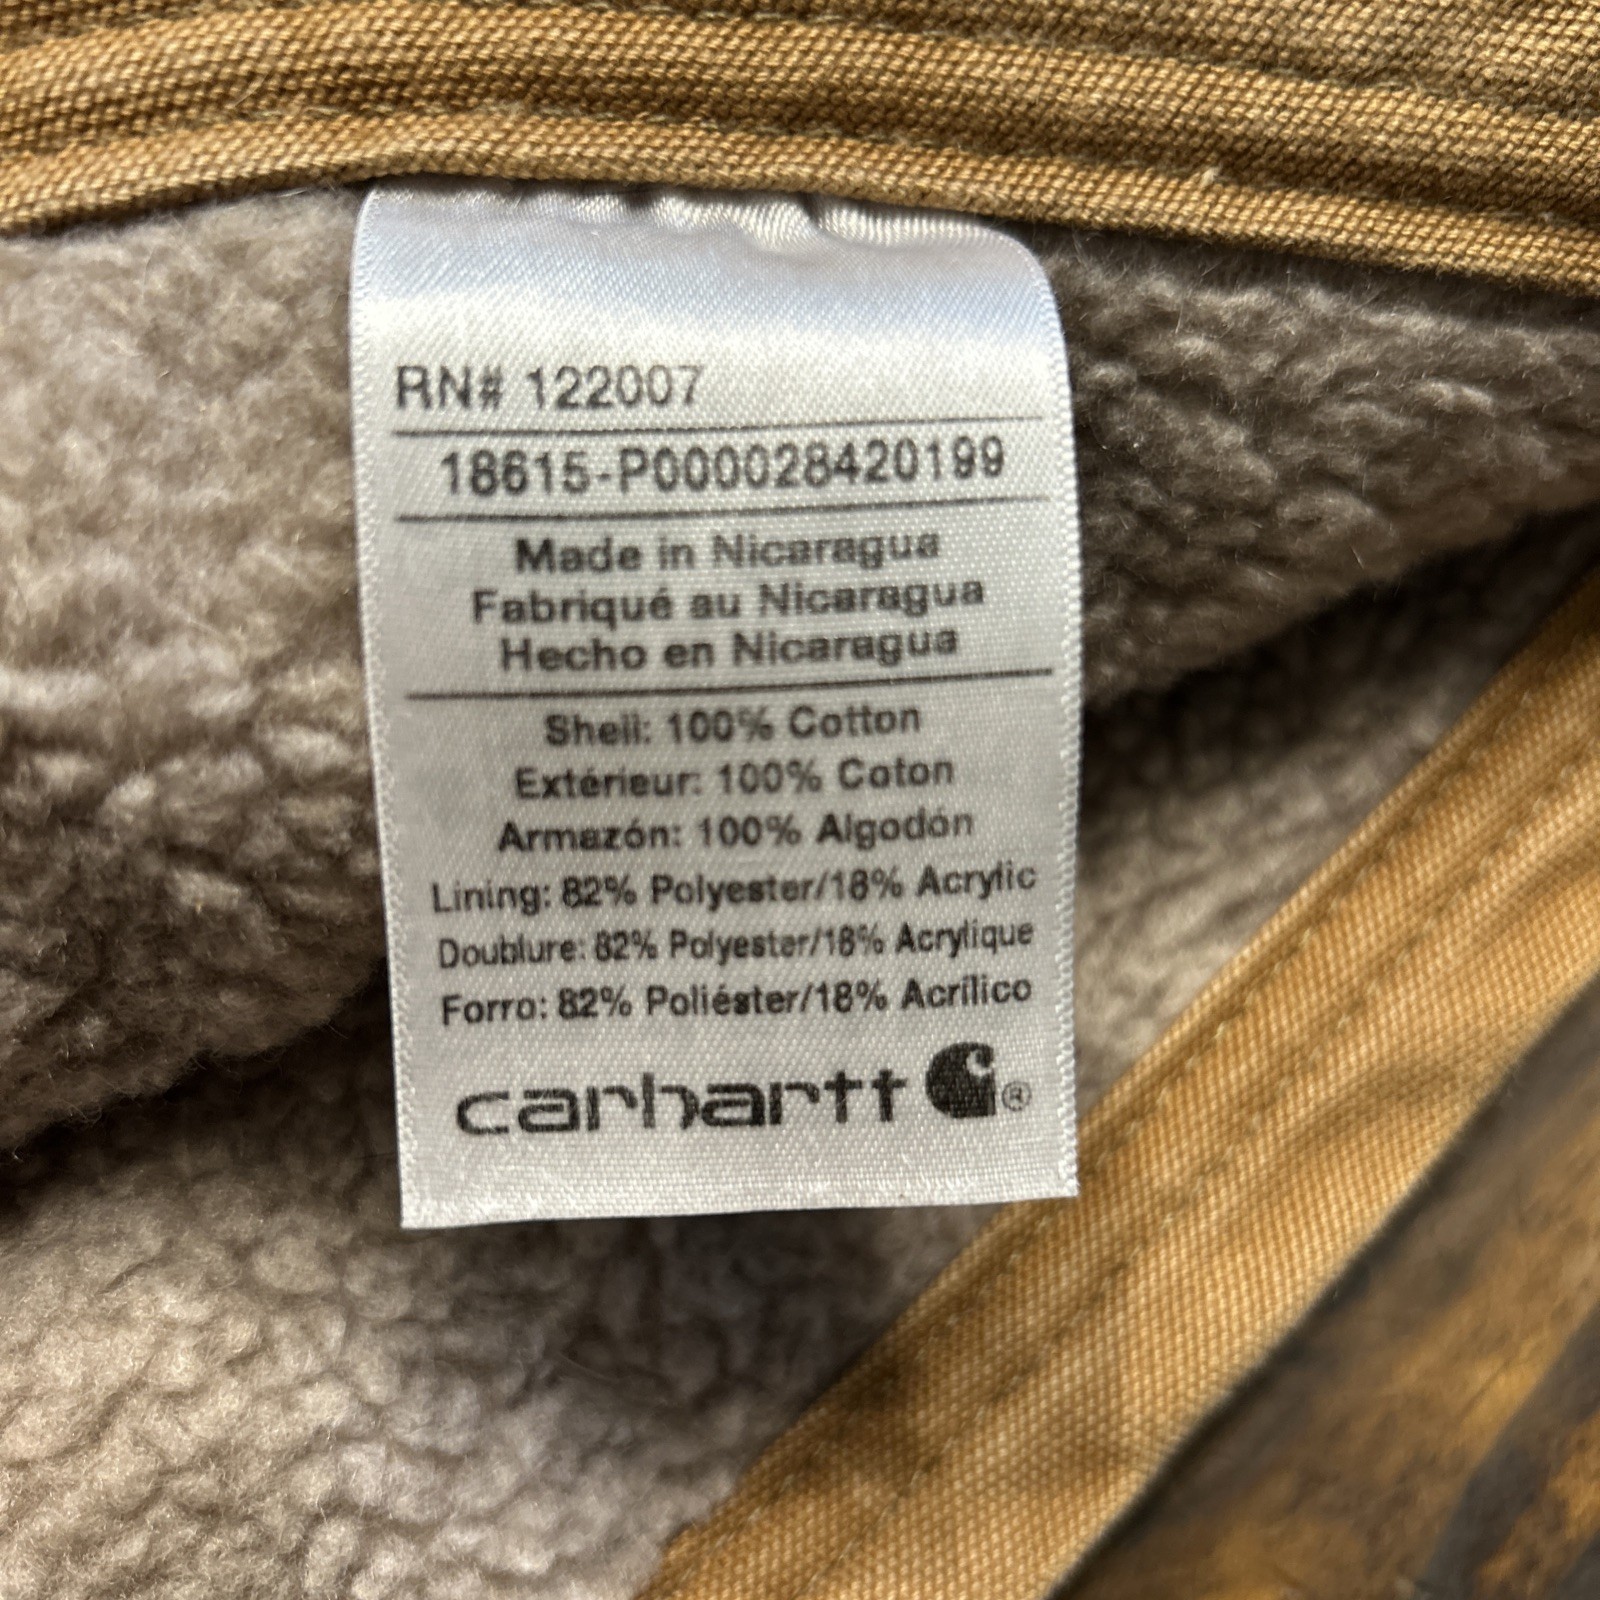 RN# 122007
18615-P000028420199
Made in Nicaragua
Fabriqué au Nicaragua
Hecho en Nicaragua
Shell: 100% Cotton
Extérieur: 100% Coton
Armazón: 100% Algodón
Lining: 82% Polyester/18% Acrylic
Doublure: 82% Polyester/18% Acrylique
Forro: 82% Poliéster/18% Acrílico
carhartt ®